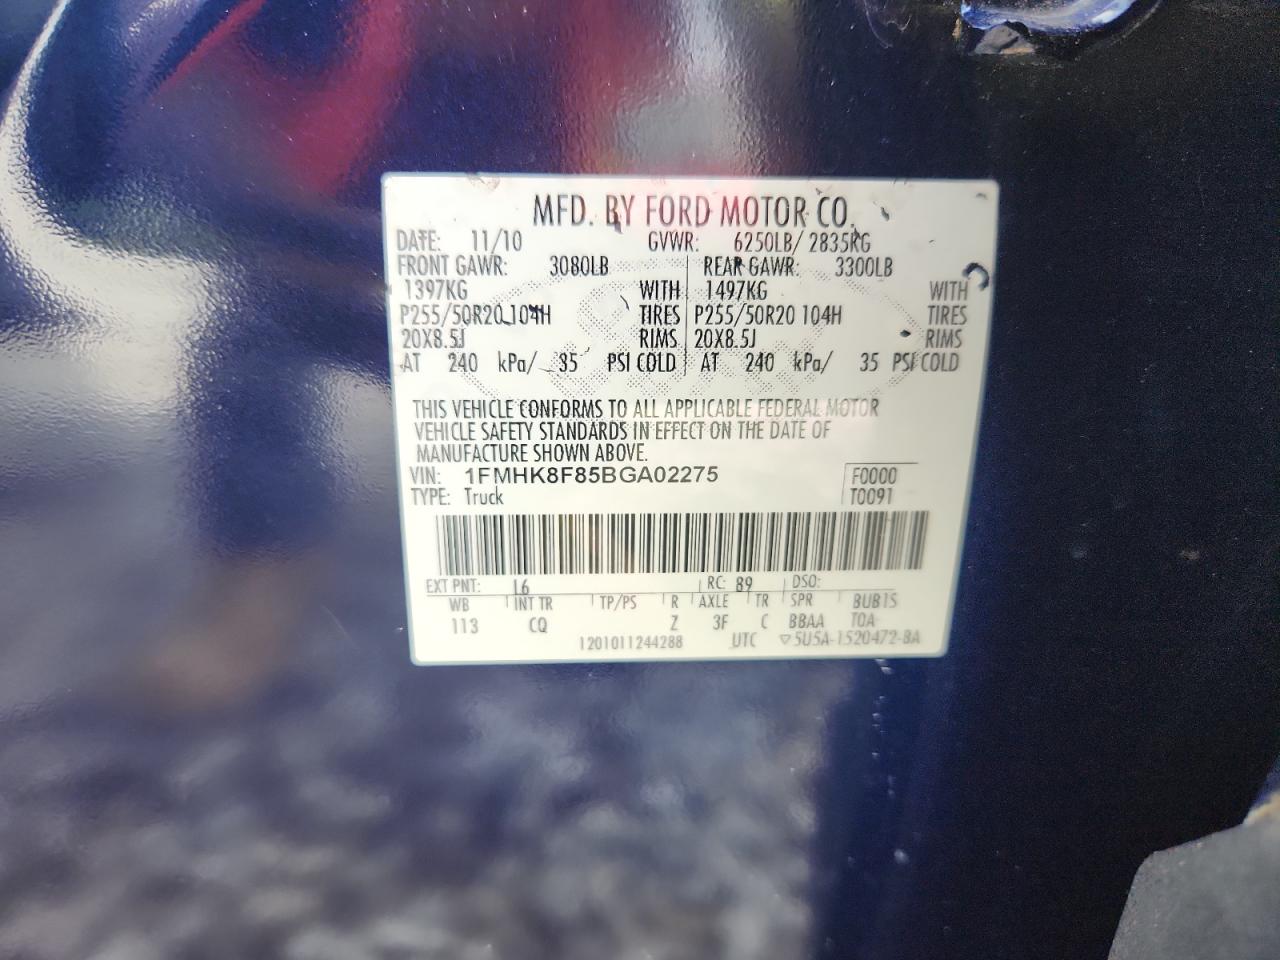 MFD. BY FORD MOTOR CO.
DATE: 11/10 GVWR: 6250LB/ 2835KG
FRONT GAWR: 3080LB REAR GAWR: 3300LB
1397KG WITH 1497KG WITH
P255/50R20 104H TIRES P255/50R20 104H TIRES
20X8.5J RIMS 20X8.5J RIMS
AT 240 kPa/ 35 PSI COLD AT 240 kPa/ 35 PSI COLD
THIS VEHICLE CONFORMS TO ALL APPLICABLE FEDERAL MOTOR
VEHICLE SAFETY STANDARDS IN EFFECT ON THE DATE OF
MANUFACTURE SHOWN ABOVE.
VIN: 1FMHK8F85BGA02275 F0000
TYPE: Truck T0091
EXT PNT: L6 RC: 89 DSO:
WB INT TR TP/PS R AXLE TR SPR BUB1S
113 CQ Z 3F C BBAA TOA
1201011244288 UTC ▽5U5A-1520472-BA